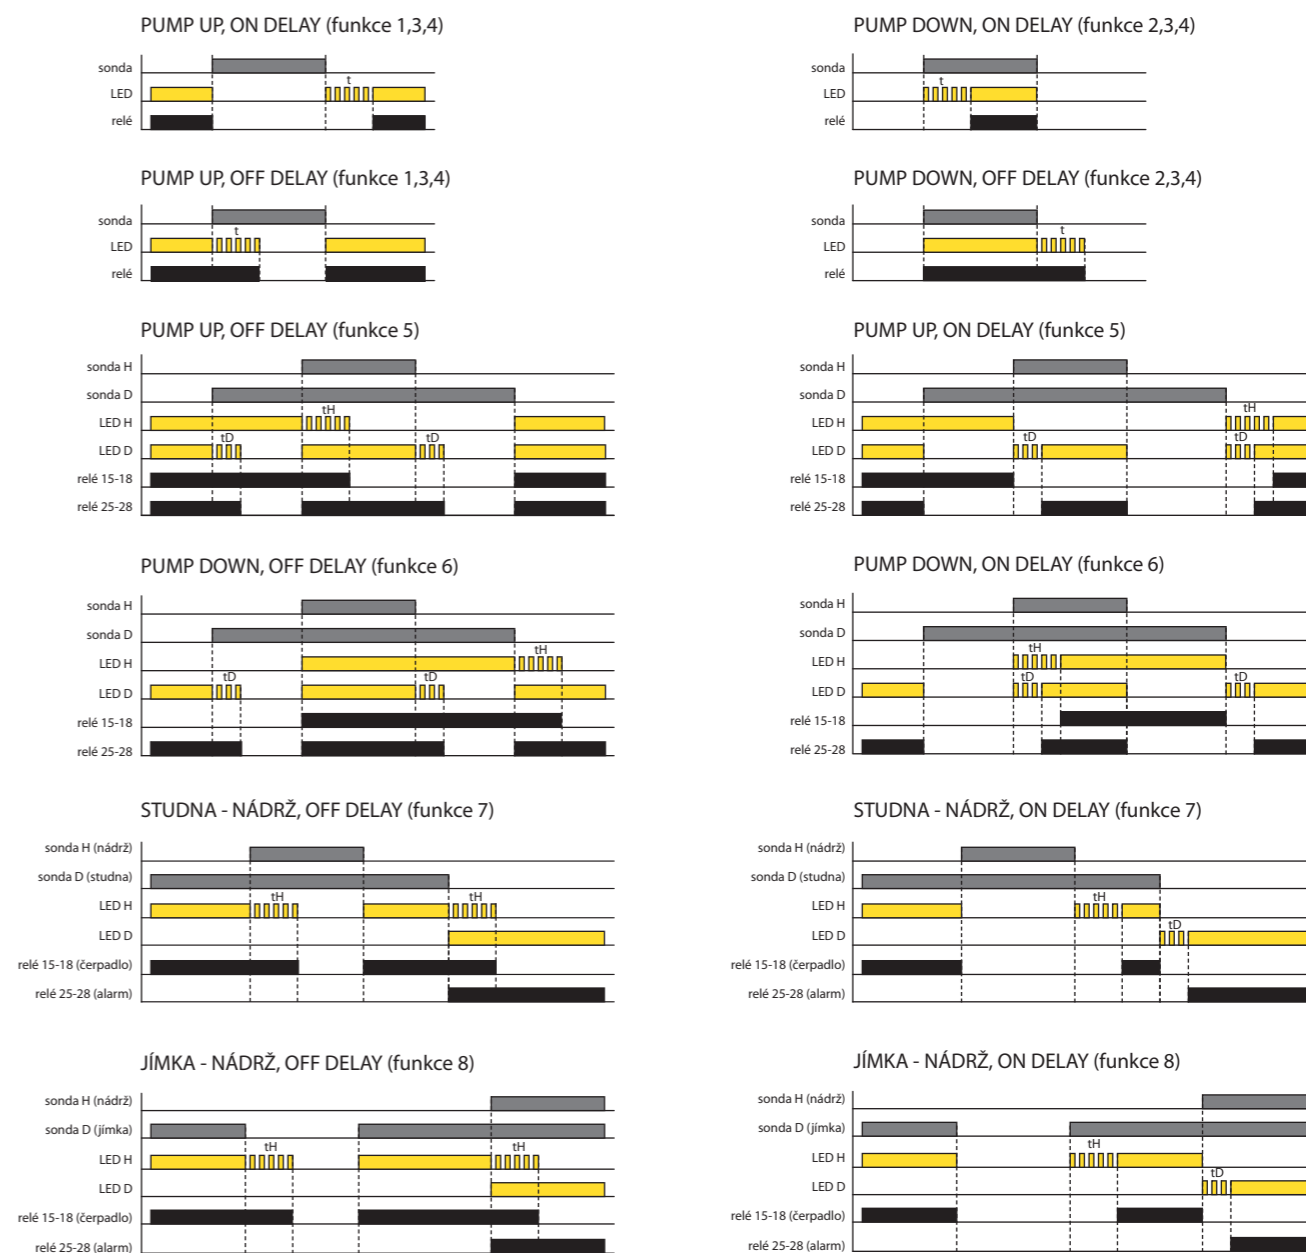 PUMP UP, ON DELAY (funkce 1,3,4)
sonda
t
LED
relé
PUMP DOWN, ON DELAY (funkce 2,3,4)
sonda
t
LED
relé
PUMP UP, OFF DELAY (funkce 1,3,4)
sonda
t
LED
relé
PUMP DOWN, OFF DELAY (funkce 2,3,4)
sonda
t
LED
relé
PUMP UP, OFF DELAY (funkce 5)
sonda H
sonda D
tH
LED H
tD tD
LED D
relé 15-18
relé 25-28
PUMP UP, ON DELAY (funkce 5)
sonda H
sonda D
tH
LED H
tD tD
LED D
relé 15-18
relé 25-28
PUMP DOWN, OFF DELAY (funkce 6)
sonda H
sonda D
tH
LED H
tD tD
LED D
relé 15-18
relé 25-28
PUMP DOWN, ON DELAY (funkce 6)
sonda H
sonda D
tH
LED H
tD tD
LED D
relé 15-18
relé 25-28
STUDNA - NÁDRŽ, OFF DELAY (funkce 7)
sonda H (nádrž)
sonda D (studna)
tH tH
LED H
LED D
relé 15-18 (čerpadlo)
relé 25-28 (alarm)
STUDNA - NÁDRŽ, ON DELAY (funkce 7)
sonda H (nádrž)
sonda D (studna)
tH
LED H
tD
LED D
relé 15-18 (čerpadlo)
relé 25-28 (alarm)
JÍMKA - NÁDRŽ, OFF DELAY (funkce 8)
sonda H (nádrž)
sonda D (jímka)
tH tH
LED H
LED D
relé 15-18 (čerpadlo)
relé 25-28 (alarm)
JÍMKA - NÁDRŽ, ON DELAY (funkce 8)
sonda H (nádrž)
sonda D (jímka)
tH
LED H
tD
LED D
relé 15-18 (čerpadlo)
relé 25-28 (alarm)